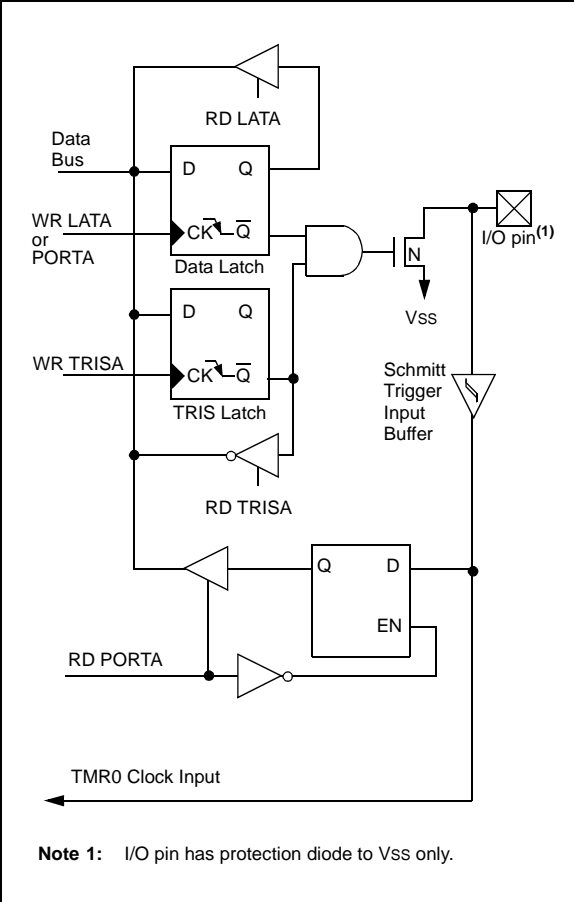 RD LATA
Data
Bus
D Q
WR LATA
or
PORTA
CK Q
Data Latch
I/O pin(1)
N
VSS
D Q
WR TRISA
CK Q
TRIS Latch
Schmitt
Trigger
Input
Buffer
RD TRISA
Q D
EN
RD PORTA
TMR0 Clock Input
Note 1: I/O pin has protection diode to VSS only.